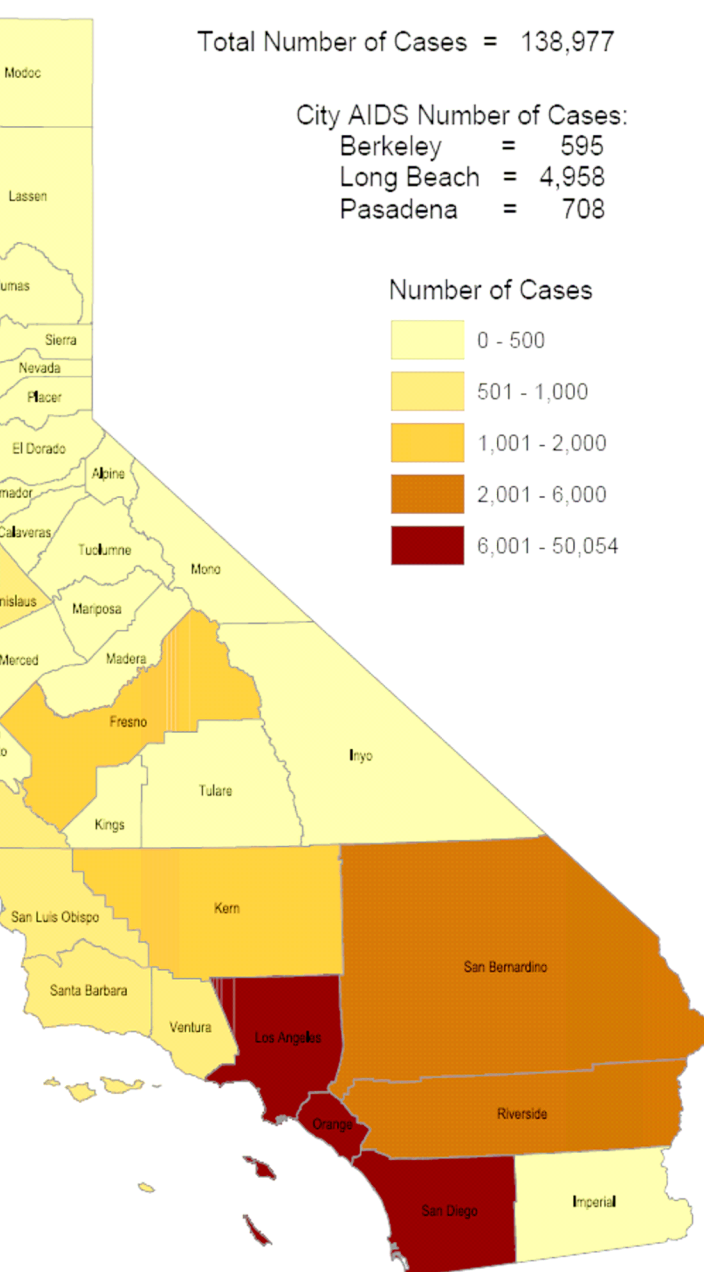 Total Number of Cases = 138,977
City AIDS Number of Cases:
Berkeley = 595
Long Beach = 4,958
Pasadena = 708
Number of Cases
0 - 500
501 - 1,000
1,001 - 2,000
2,001 - 6,000
6,001 - 50,054
Modoc
Lassen
umas
Sierra
Nevada
Placer
El Dorado
Alpine
mador
Calaveras
Tuolumne
Mono
nislaus
Mariposa
Merced
Madera
Fresno
o
Inyo
Tulare
Kings
Kern
San Luis Obispo
San Bernardino
Santa Barbara
Ventura
Los Angeles
Orange
Riverside
San Diego
Imperial